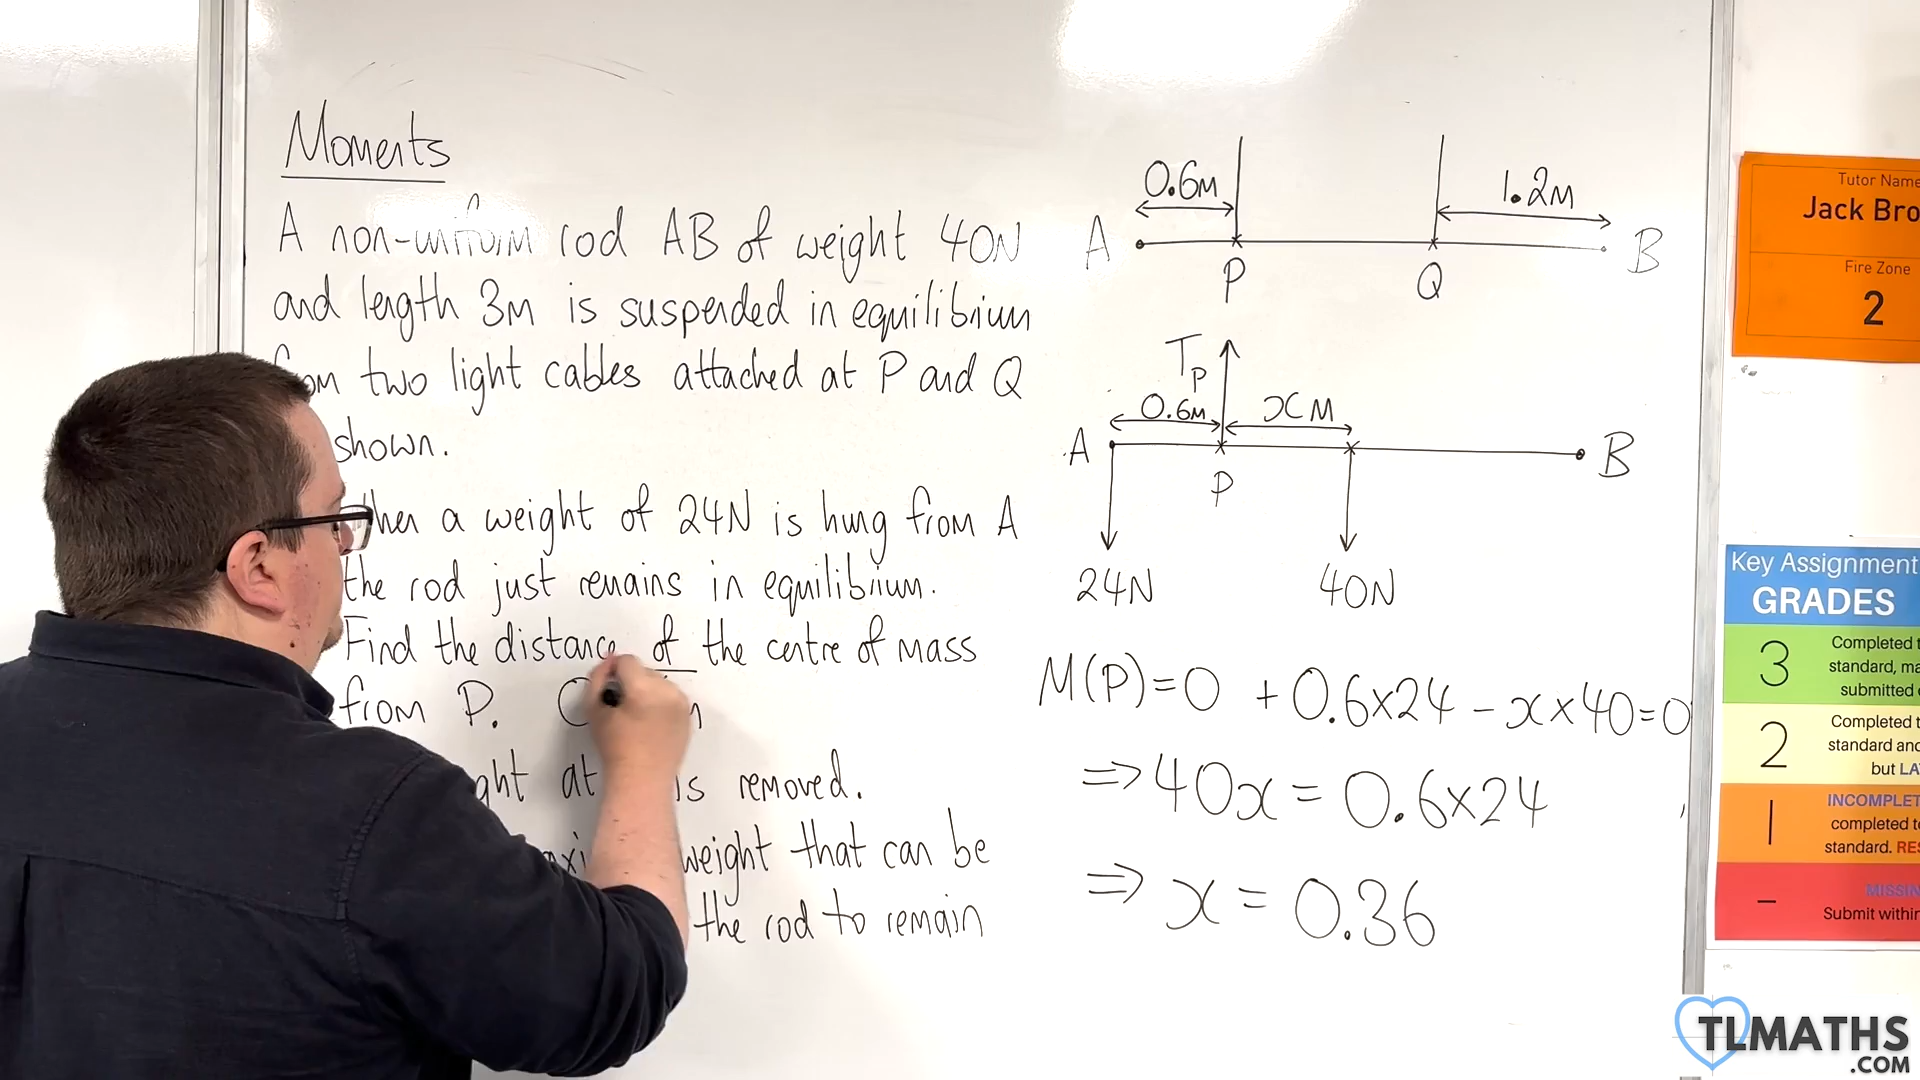 Moments
A non-uniform rod AB of weight 40N
and length 3m is suspended in equilibrium
two light cables attached at P and Q
shown.
a weight of 24N is hung from A
the rod just remains in equilibrium.
Find the distance of the centre of mass
from P.
at is removed.
weight that can be
the rod to remain
0.6m
1.2m
A
P
Q
B
Tp
0.6m
xm
A
P
B
24N
40N
M(P)=0 +0.6×24 -x×40=0
⇒ 40x = 0.6×24
⇒ x = 0.36
Tutor Name
Jack Bro
Fire Zone
2
Key Assignment
GRADES
3
Completed t
standard, ma
submitted
2
Completed t
standard and
but LA
1
INCOMPLET
completed t
standard. RES
-
MISSIN
Submit within
TLMATHS
.COM